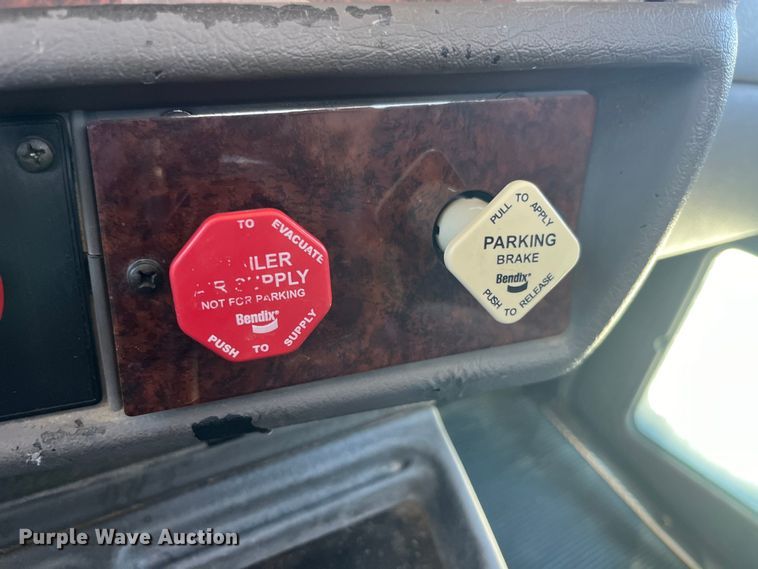 TO EVACUATE
AIR SUPPLY
NOT FOR PARKING
Bendix®
PUSH TO SUPPLY
PULL TO APPLY
PARKING
BRAKE
Bendix®
PUSH TO RELEASE
Purple Wave Auction